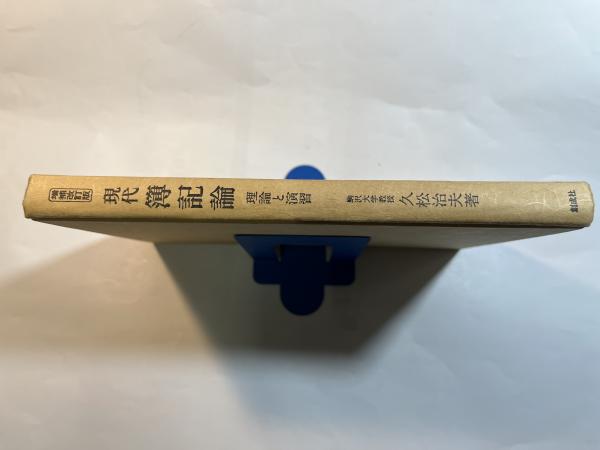 増補改訂版
現代 簿記論
理論と演習
駒沢大学教授 久松治夫著
創成社